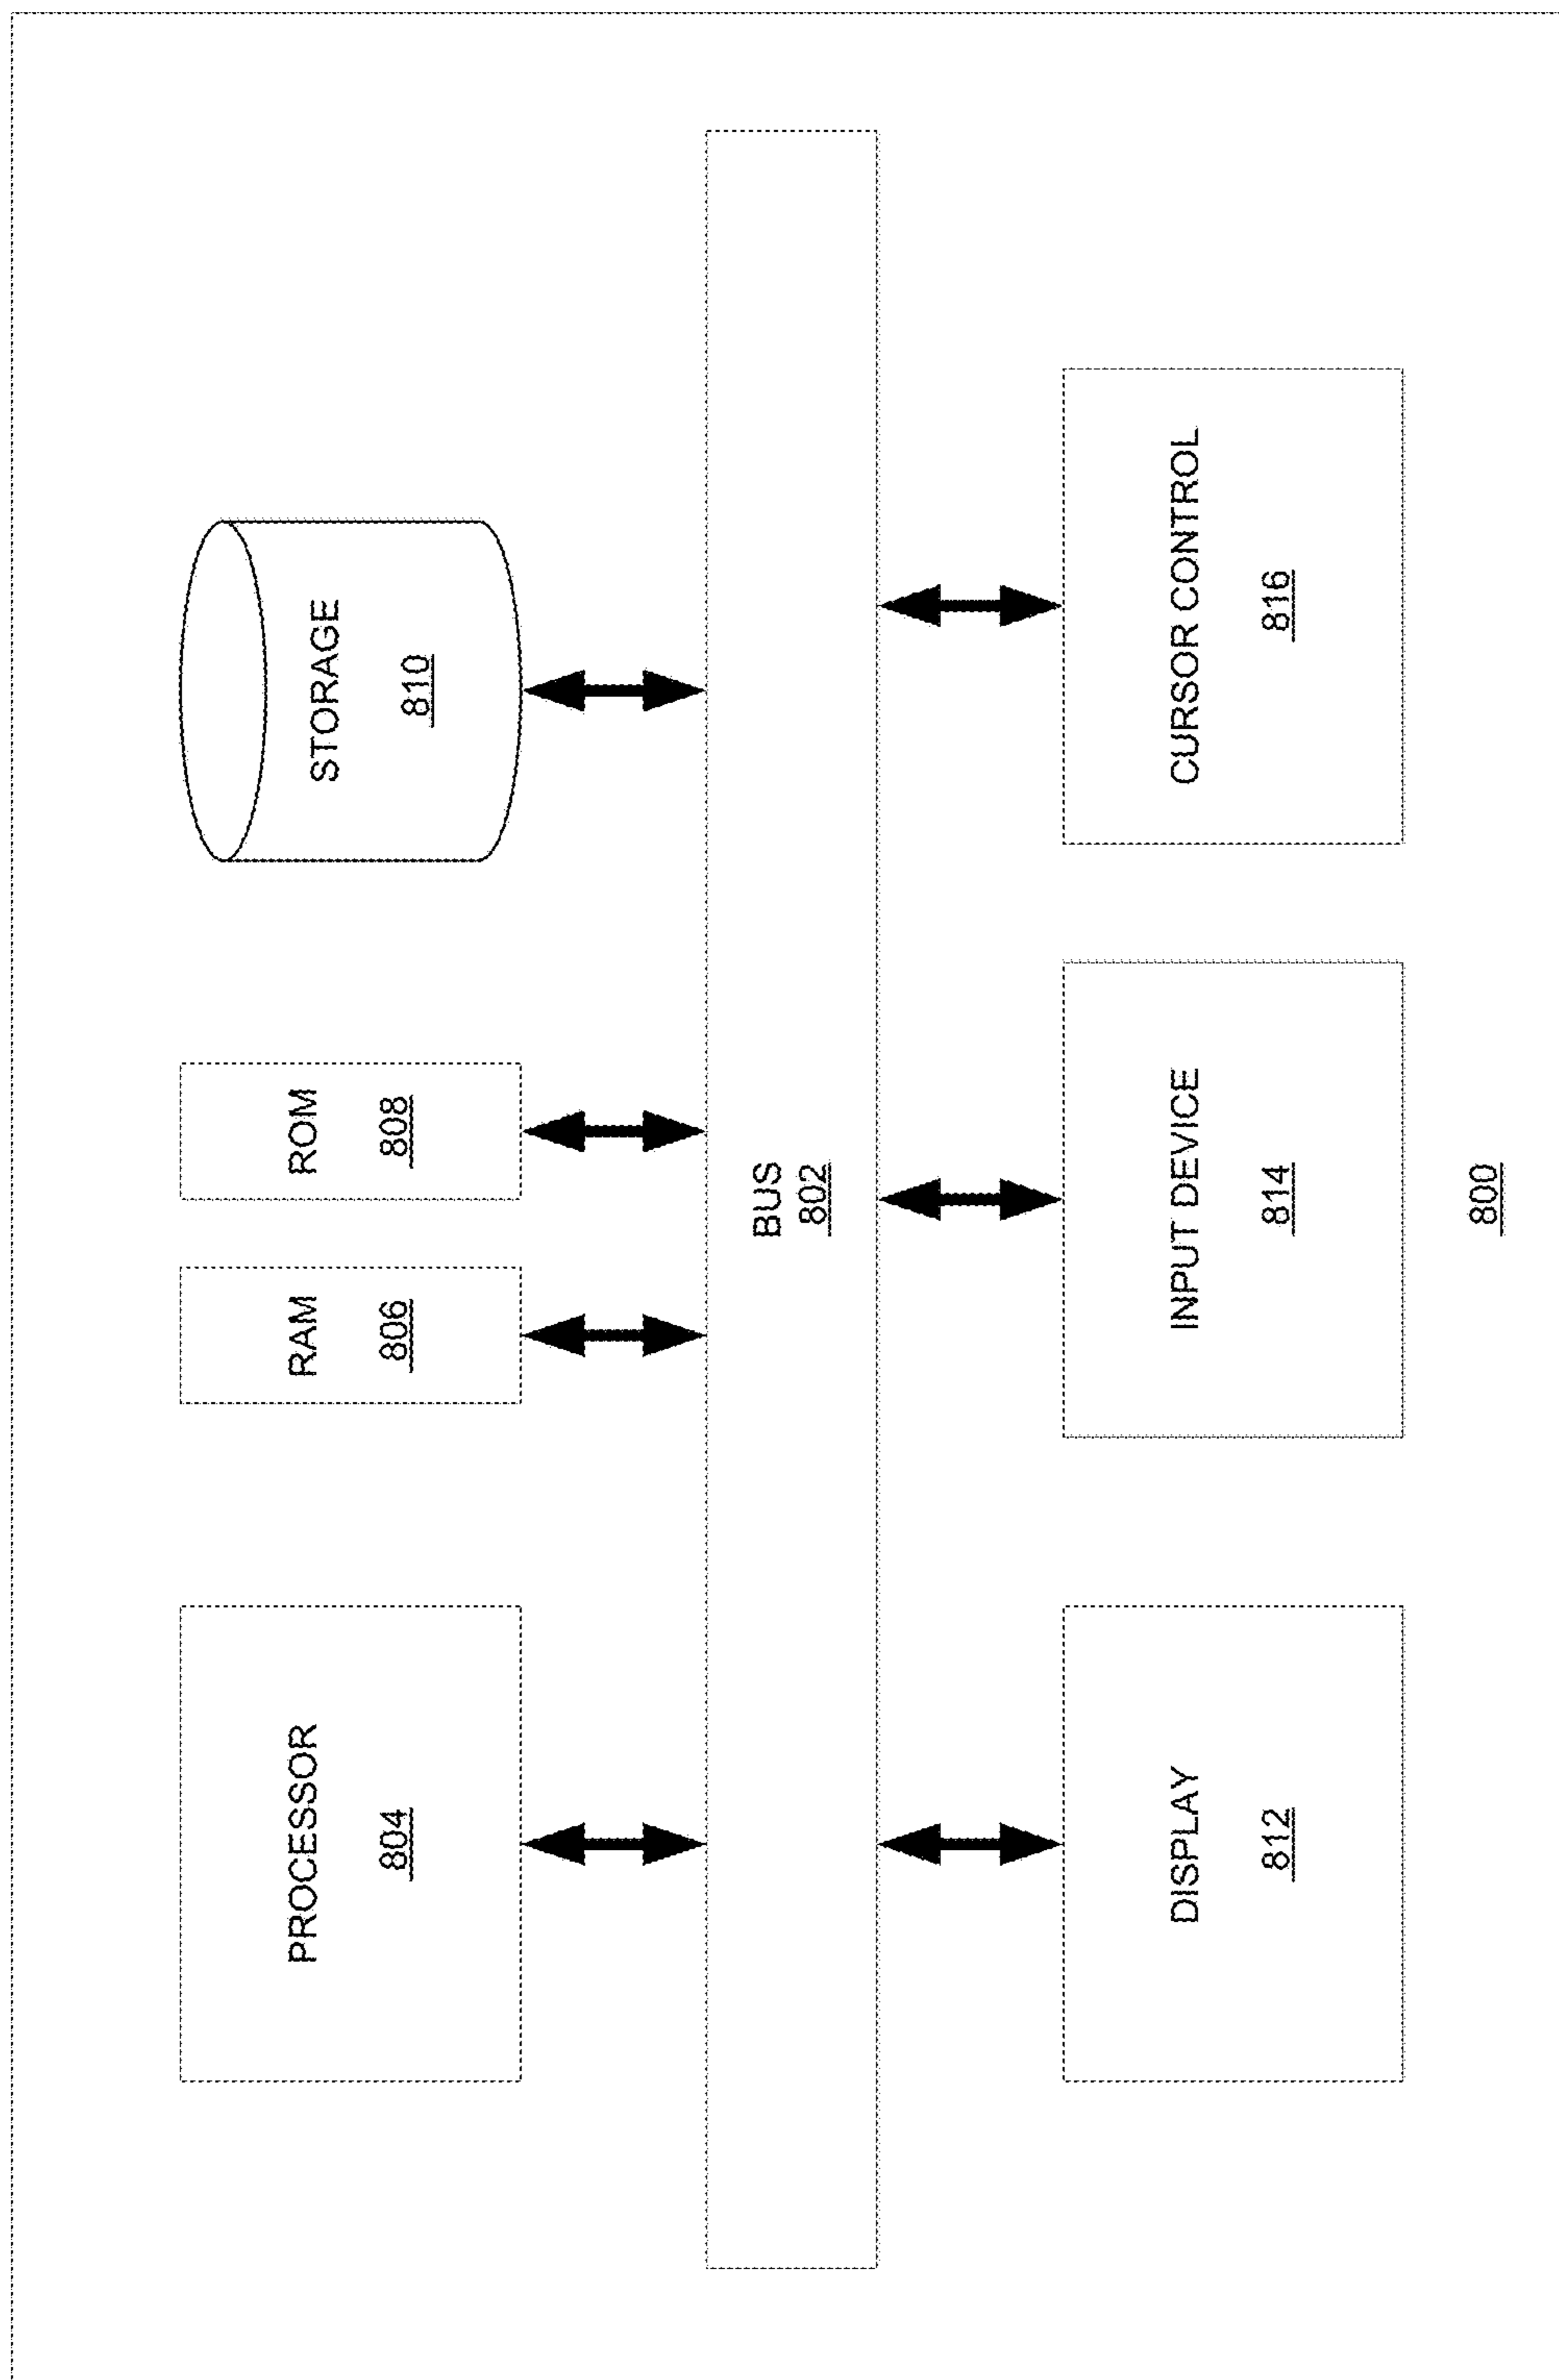 PROCESSOR
804
RAM
806
ROM
808
STORAGE
810
BUS
802
DISPLAY
812
INPUT DEVICE
814
CURSOR CONTROL
816
800